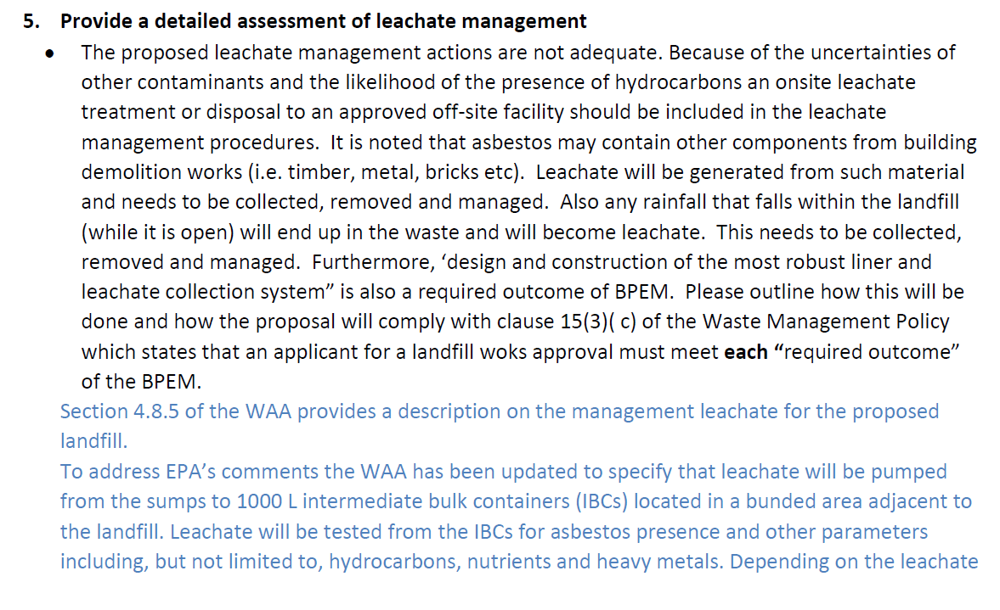 5. Provide a detailed assessment of leachate management
• The proposed leachate management actions are not adequate. Because of the uncertainties of
other contaminants and the likelihood of the presence of hydrocarbons an onsite leachate
treatment or disposal to an approved off-site facility should be included in the leachate
management procedures. It is noted that asbestos may contain other components from building
demolition works (i.e. timber, metal, bricks etc). Leachate will be generated from such material
and needs to be collected, removed and managed. Also any rainfall that falls within the landfill
(while it is open) will end up in the waste and will become leachate. This needs to be collected,
removed and managed. Furthermore, ‘design and construction of the most robust liner and
leachate collection system” is also a required outcome of BPEM. Please outline how this will be
done and how the proposal will comply with clause 15(3)( c) of the Waste Management Policy
which states that an applicant for a landfill woks approval must meet each “required outcome”
of the BPEM.
Section 4.8.5 of the WAA provides a description on the management leachate for the proposed
landfill.
To address EPA’s comments the WAA has been updated to specify that leachate will be pumped
from the sumps to 1000 L intermediate bulk containers (IBCs) located in a bunded area adjacent to
the landfill. Leachate will be tested from the IBCs for asbestos presence and other parameters
including, but not limited to, hydrocarbons, nutrients and heavy metals. Depending on the leachate